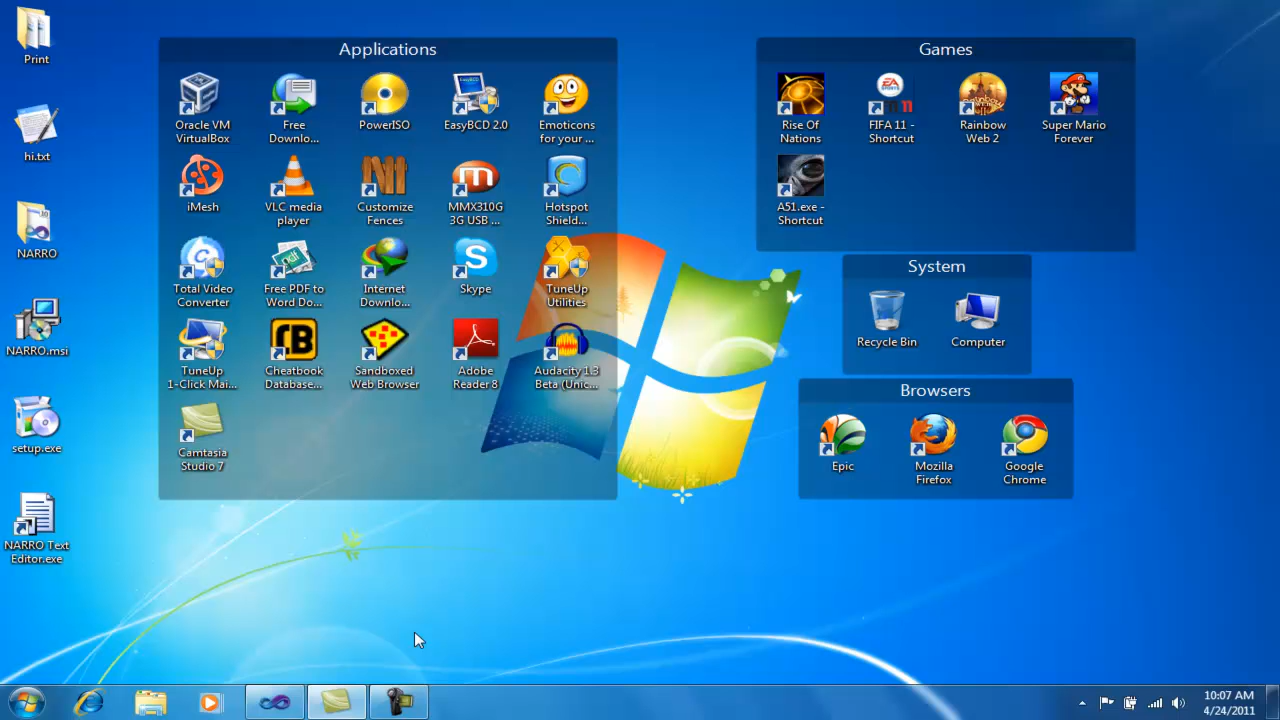 Print
hi.txt
NARRO
NARRO.msi
setup.exe
NARRO Text
Editor.exe
Applications
Oracle VM
VirtualBox
Free
Downlo...
PowerISO
EasyBCD 2.0
Emoticons
for your ...
iMesh
VLC media
player
Customize
Fences
MMX310G
3G USB ...
Hotspot
Shield...
Total Video
Converter
Free PDF to
Word Do...
Internet
Downlo...
Skype
TuneUp
Utilities
TuneUp
1-Click Mai...
Cheatbook
Database...
Sandboxed
Web Browser
Adobe
Reader 8
Audacity 1.3
Beta (Unic...
Camtasia
Studio 7
Games
Rise Of
Nations
FIFA 11 -
Shortcut
Rainbow
Web 2
Super Mario
Forever
A51.exe -
Shortcut
System
Recycle Bin
Computer
Browsers
Epic
Mozilla
Firefox
Google
Chrome
10:07 AM
4/24/2011